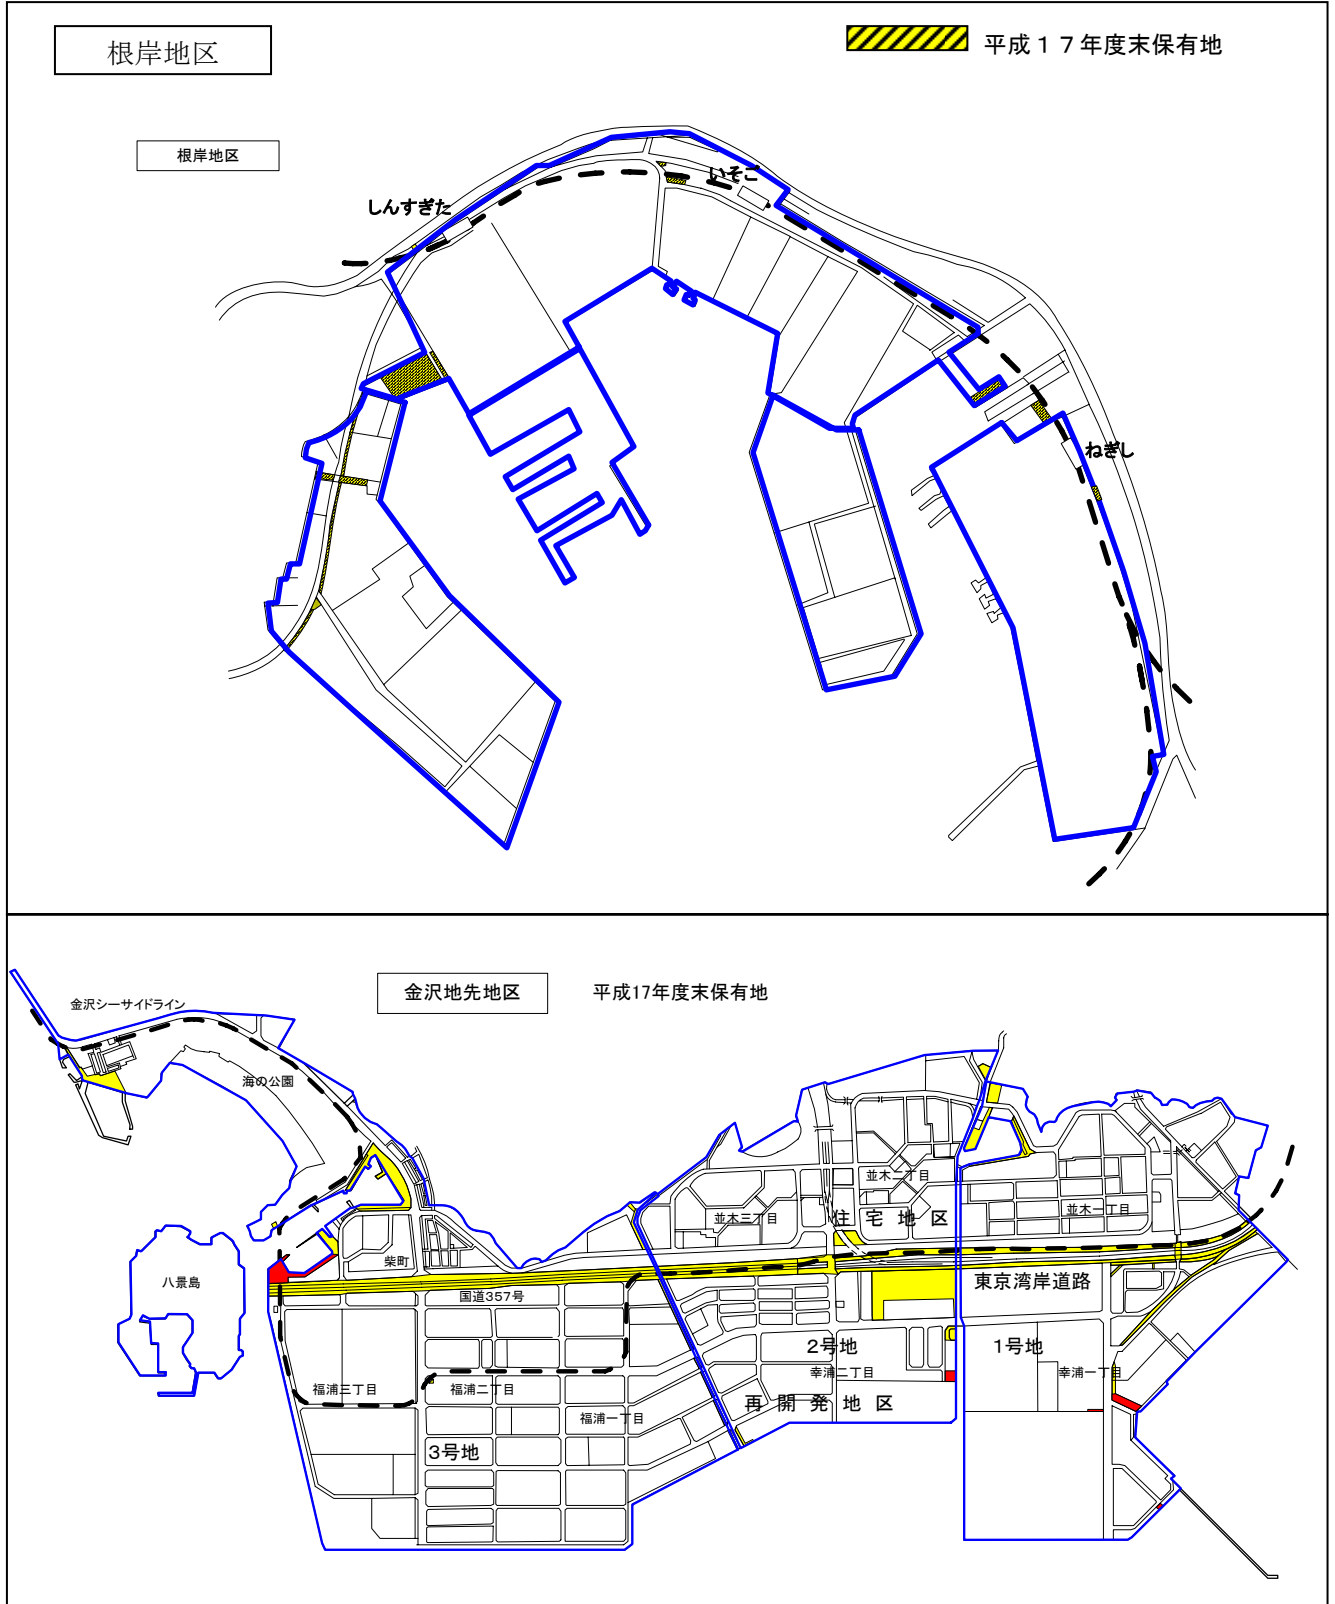 根岸地区
平成１７年度末保有地
根岸地区
いそご
しんすぎた
ねぎし
金沢地先地区
平成17年度末保有地
金沢シーサイドライン
海の公園
並木二丁目
並木三丁目
住宅地区
並木一丁目
柴町
八景島
東京湾岸道路
国道357号
2号地
1号地
幸浦二丁目
幸浦一丁目
福浦三丁目
福浦二丁目
再開発地区
福浦一丁目
3号地